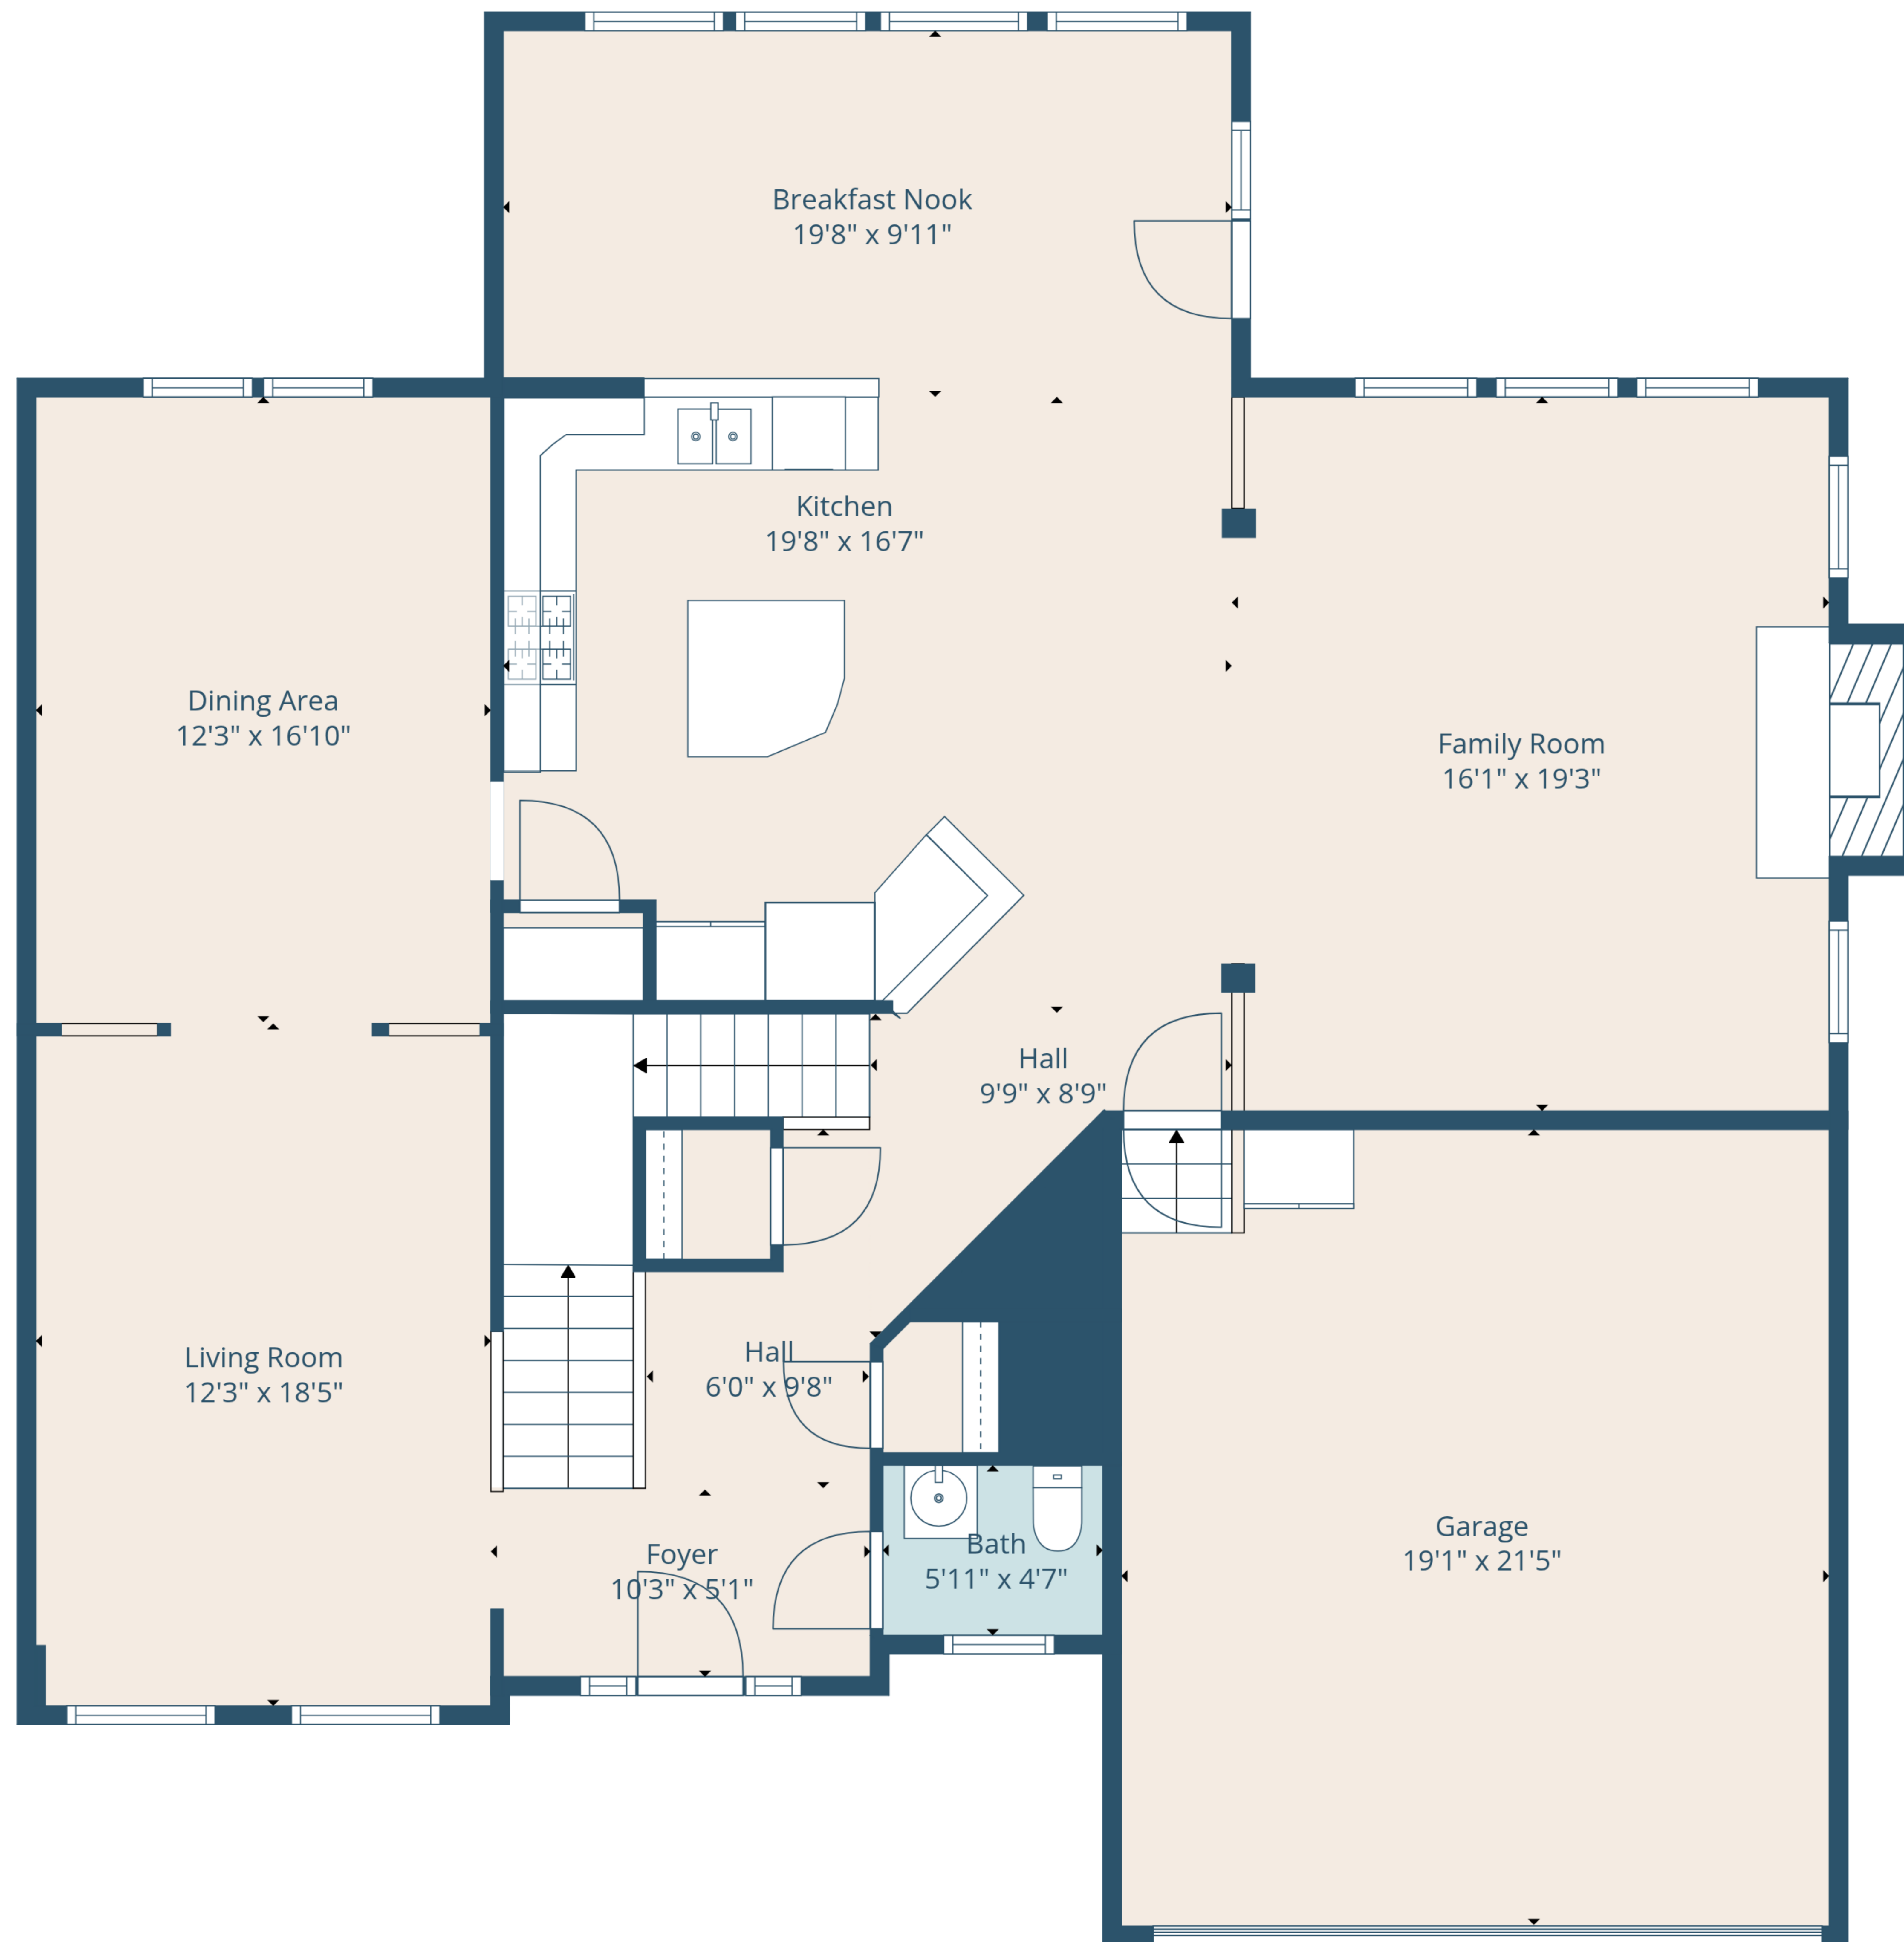 Breakfast Nook
19'8" x 9'11"
Kitchen
19'8" x 16'7"
Dining Area
12'3" x 16'10"
Family Room
16'1" x 19'3"
Hall
9'9" x 8'9"
Living Room
12'3" x 18'5"
Hall
6'0" x 9'8"
Foyer
10'3" x 5'1"
Bath
5'11" x 4'7"
Garage
19'1" x 21'5"